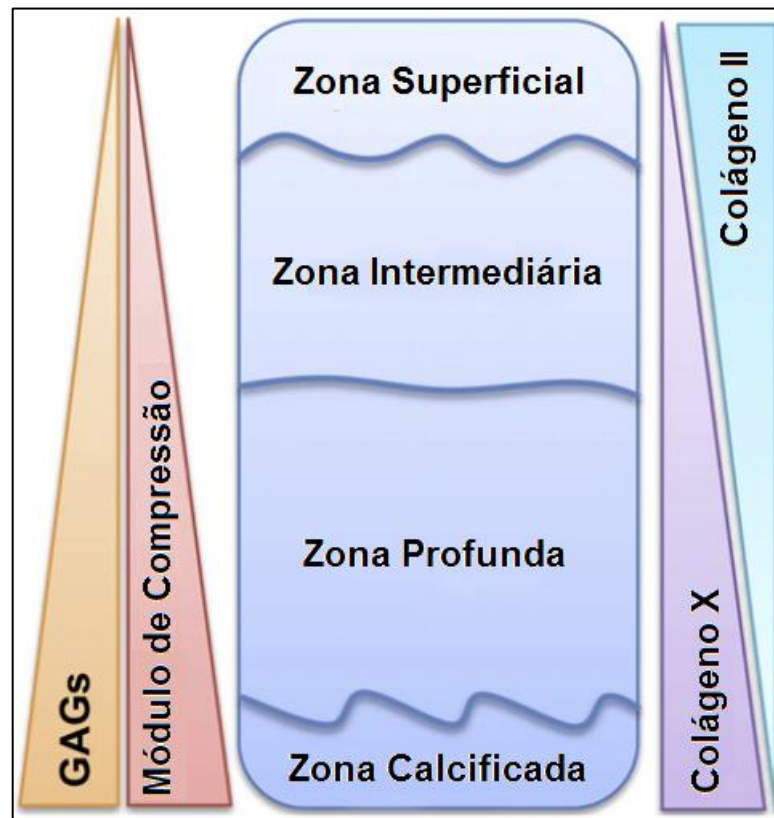 Zona Superficial
Zona Intermediária
Zona Profunda
Zona Calcificada
GAGs
Módulo de Compressão
Colágeno X
Colágeno II